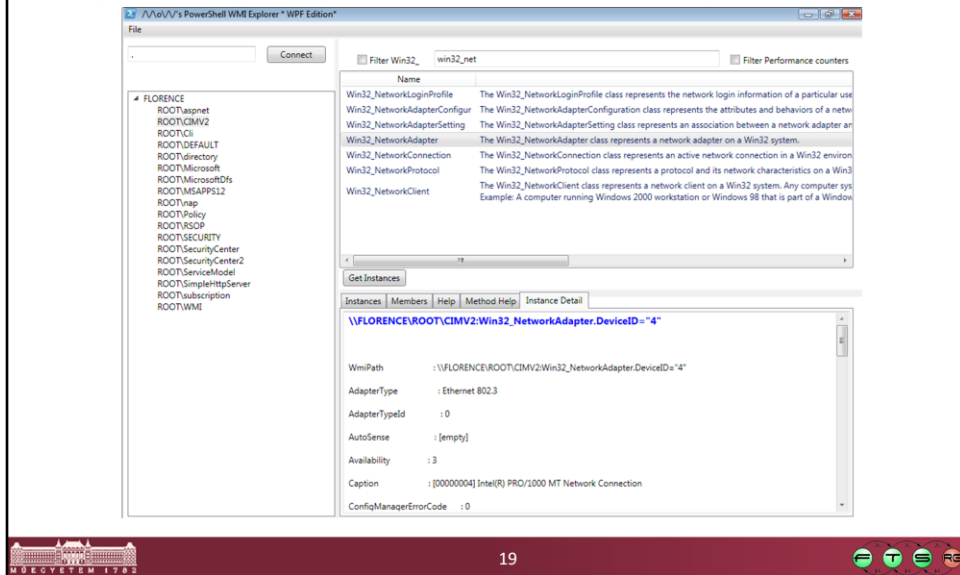 /\/\o\/\/'s PowerShell WMI Explorer * WPF Edition*
File
.
Connect
Filter Win32_
win32_net
Filter Performance counters
FLORENCE
ROOT\aspnet
ROOT\CIMV2
ROOT\Cli
ROOT\DEFAULT
ROOT\directory
ROOT\Microsoft
ROOT\MicrosoftDfs
ROOT\MSAPPS12
ROOT\nap
ROOT\Policy
ROOT\RSOP
ROOT\SECURITY
ROOT\SecurityCenter
ROOT\SecurityCenter2
ROOT\ServiceModel
ROOT\SimpleHttpServer
ROOT\subscription
ROOT\WMI
Name
Win32_NetworkLoginProfile The Win32_NetworkLoginProfile class represents the network login information of a particular use
Win32_NetworkAdapterConfigur The Win32_NetworkAdapterConfiguration class represents the attributes and behaviors of a netw
Win32_NetworkAdapterSetting The Win32_NetworkAdapterSetting class represents an association between a network adapter an
Win32_NetworkAdapter The Win32_NetworkAdapter class represents a network adapter on a Win32 system.
Win32_NetworkConnection The Win32_NetworkConnection class represents an active network connection in a Win32 environ
Win32_NetworkProtocol The Win32_NetworkProtocol class represents a protocol and its network characteristics on a Win3
Win32_NetworkClient The Win32_NetworkClient class represents a network client on a Win32 system. Any computer sys
Example: A computer running Windows 2000 workstation or Windows 98 that is part of a Window
Get Instances
Instances Members Help Method Help Instance Detail
\\FLORENCE\ROOT\CIMV2:Win32_NetworkAdapter.DeviceID="4"
WmiPath : \\FLORENCE\ROOT\CIMV2:Win32_NetworkAdapter.DeviceID="4"
AdapterType : Ethernet 802.3
AdapterTypeId : 0
AutoSense : [empty]
Availability : 3
Caption : [00000004] Intel(R) PRO/1000 MT Network Connection
ConfigManagerErrorCode : 0
MŰEGYETEM 1782
19
F T S RG